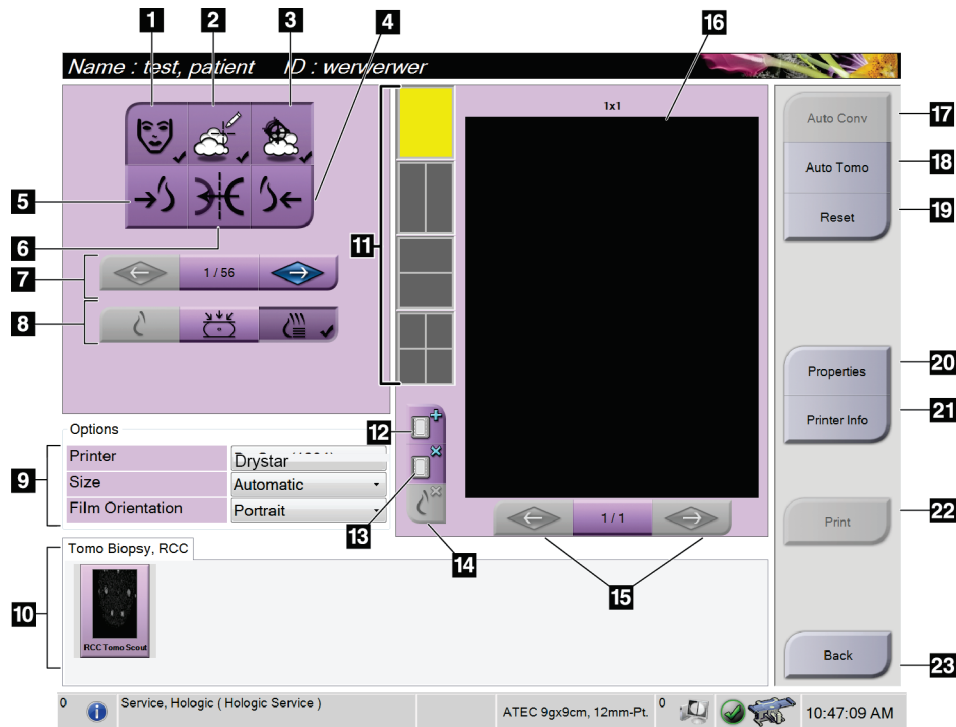 1
2
3
4
16
Name : test, patient ID : werwerwer
1x1
17
Auto Conv
18
Auto Tomo
5
19
Reset
6
11
7
1 / 56
8
20
Properties
21
Printer Info
Options
12
9
Printer
Drystar
Size
Automatic
Film Orientation
Portrait
13
1 / 1
22
Print
14
15
Tomo Biopsy, RCC
10
RCC Tomo Scout
Back
23
0
Service, Hologic ( Hologic Service )
ATEC 9gx9cm, 12mm-Pt.
0
10:47:09 AM